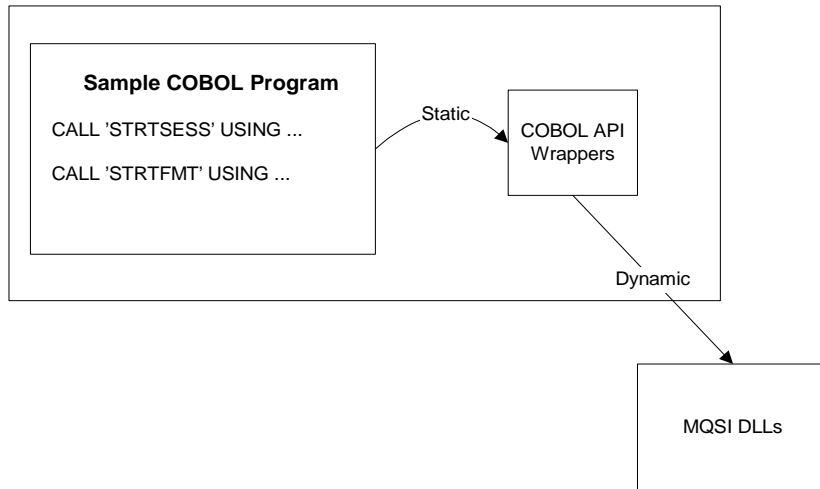 Sample COBOL Program
CALL ’STRTSESS’ USING ...
CALL ’STRTFMT’ USING ...
Static
COBOL API
Wrappers
Dynamic
MQSI DLLs